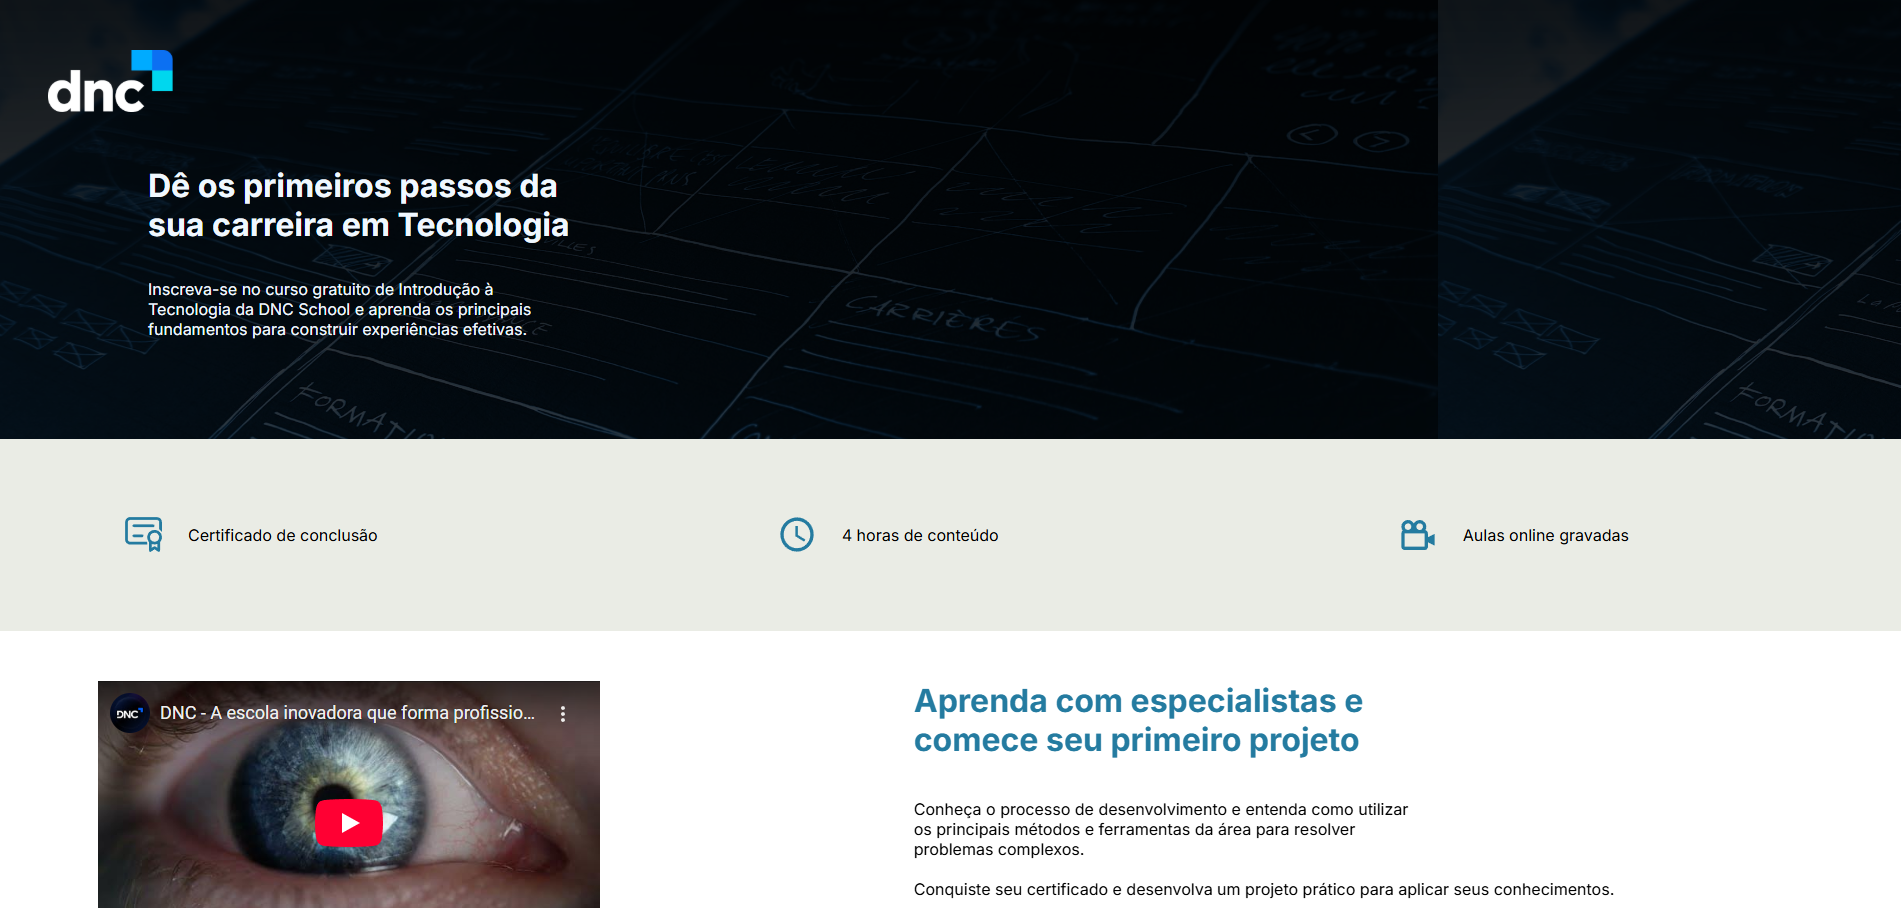 dnc
Dê os primeiros passos da
sua carreira em Tecnologia
Inscreva-se no curso gratuito de Introdução à
Tecnologia da DNC School e aprenda os principais
fundamentos para construir experiências efetivas.
CARRIÈRES
FORMATIO
FORMATIO
Certificado de conclusão
4 horas de conteúdo
Aulas online gravadas
DNC
DNC - A escola inovadora que forma profissio...
Aprenda com especialistas e
comece seu primeiro projeto
Conheça o processo de desenvolvimento e entenda como utilizar
os principais métodos e ferramentas da área para resolver
problemas complexos.
Conquiste seu certificado e desenvolva um projeto prático para aplicar seus conhecimentos.